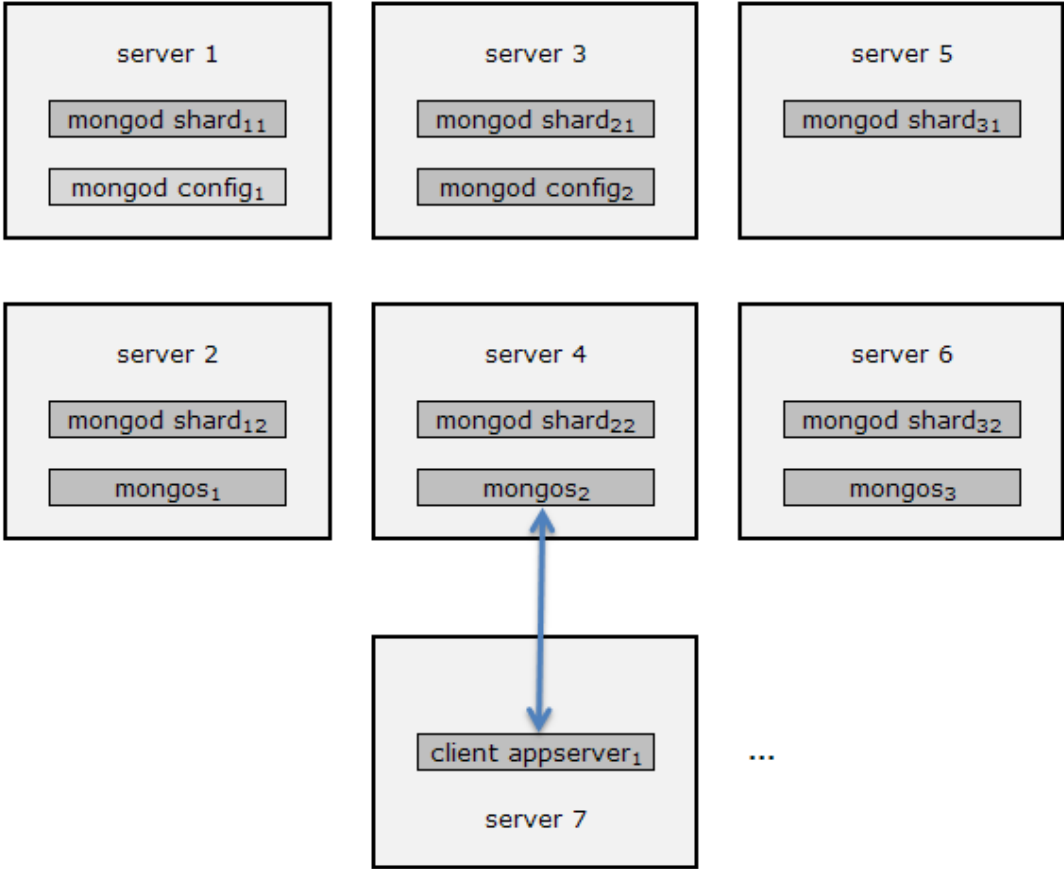 server 1
mongod shard11
mongod config1
server 3
mongod shard21
mongod config2
server 5
mongod shard31
server 2
mongod shard12
mongos1
server 4
mongod shard22
mongos2
server 6
mongod shard32
mongos3
client appserver1
server 7
...